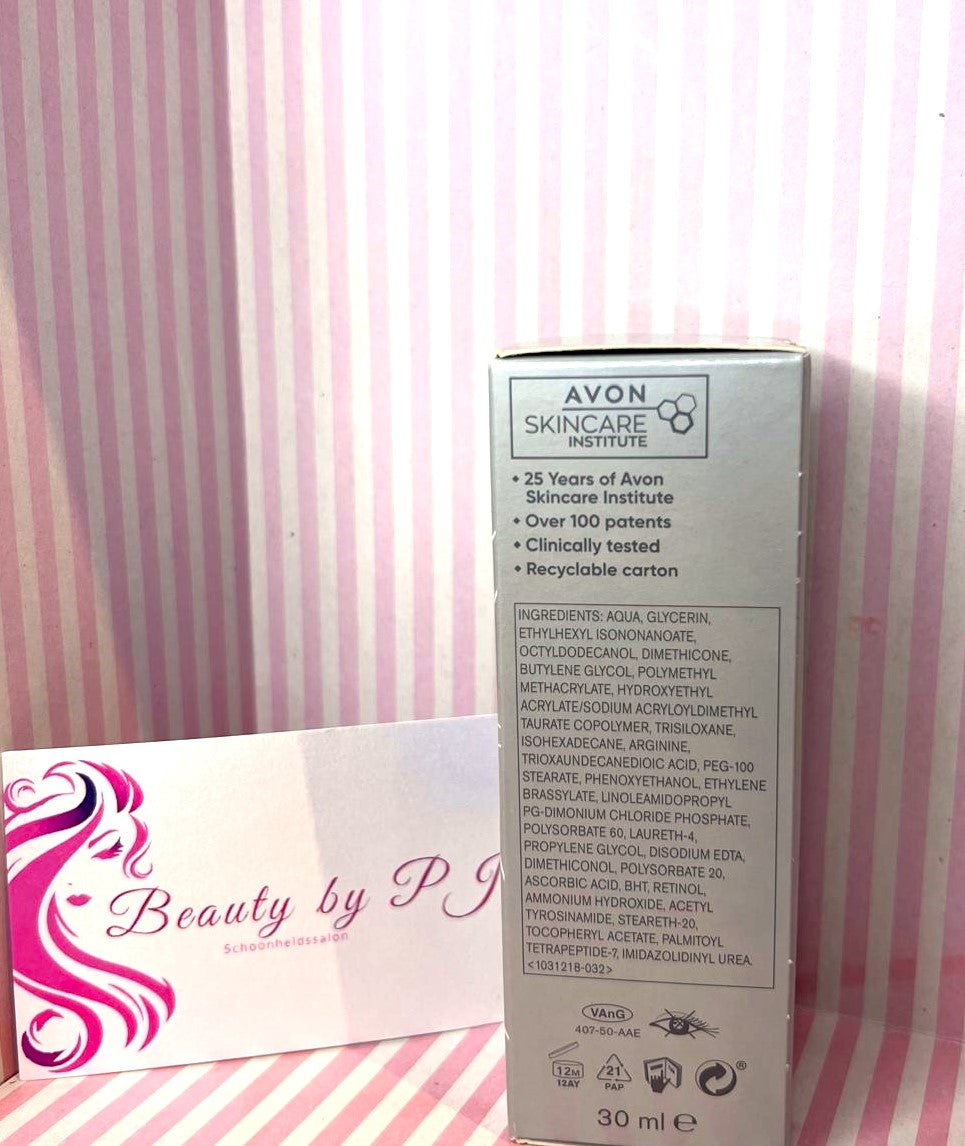 AVON
SKINCARE
INSTITUTE
• 25 Years of Avon
Skincare Institute
• Over 100 patents
• Clinically tested
• Recyclable carton
INGREDIENTS: AQUA, GLYCERIN,
ETHYLHEXYL ISONONANOATE,
OCTYLDODECANOL, DIMETHICONE,
BUTYLENE GLYCOL, POLYMETHYL
METHACRYLATE, HYDROXYETHYL
ACRYLATE/SODIUM ACRYLOYLDIMETHYL
TAURATE COPOLYMER, TRISILOXANE,
ISOHEXADECANE, ARGININE,
TRIOXAUNDECANEDIOIC ACID, PEG-100
STEARATE, PHENOXYETHANOL, ETHYLENE
BRASSYLATE, LINOLEAMIDOPROPYL
PG-DIMONIUM CHLORIDE PHOSPHATE,
POLYSORBATE 60, LAURETH-4,
PROPYLENE GLYCOL, DISODIUM EDTA,
DIMETHICONOL, POLYSORBATE 20,
ASCORBIC ACID, BHT, RETINOL,
AMMONIUM HYDROXIDE, ACETYL
TYROSINAMIDE, STEARETH-20,
TOCOPHERYL ACETATE, PALMITOYL
TETRAPEPTIDE-7, IMIDAZOLIDINYL UREA.
<1031218-032>
VAnG
407-50-AAE
12M
12AY
21
PAP
®
30 ml e
Beauty by P J
Schoonheidssalon